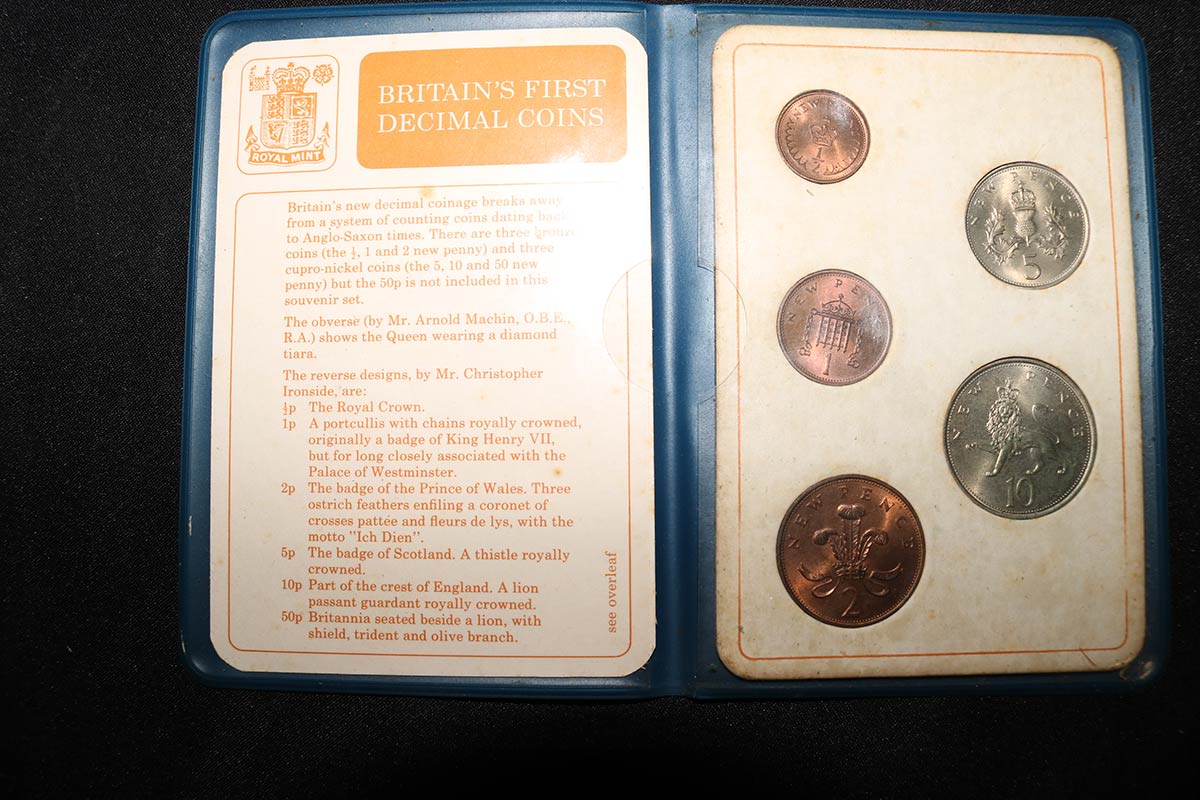 ROYAL MINT
BRITAIN'S FIRST
DECIMAL COINS
Britain's new decimal coinage breaks away
from a system of counting coins dating back
to Anglo-Saxon times. There are three bronze
coins (the ½, 1 and 2 new penny) and three
cupro-nickel coins (the 5, 10 and 50 new
penny) but the 50p is not included in this
souvenir set.
The obverse (by Mr. Arnold Machin, O.B.E.,
R.A.) shows the Queen wearing a diamond
tiara.
The reverse designs, by Mr. Christopher
Ironside, are:
½p The Royal Crown.
1p A portcullis with chains royally crowned,
originally a badge of King Henry VII,
but for long closely associated with the
Palace of Westminster.
2p The badge of the Prince of Wales. Three
ostrich feathers enfiling a coronet of
crosses pattée and fleurs de lys, with the
motto "Ich Dien".
5p The badge of Scotland. A thistle royally
crowned.
10p Part of the crest of England. A lion
passant guardant royally crowned.
50p Britannia seated beside a lion, with
shield, trident and olive branch.
see overleaf
NEW
½
NEW PENCE
5
NEW PENNY
1
NEW PENCE
10
NEW PENCE
2